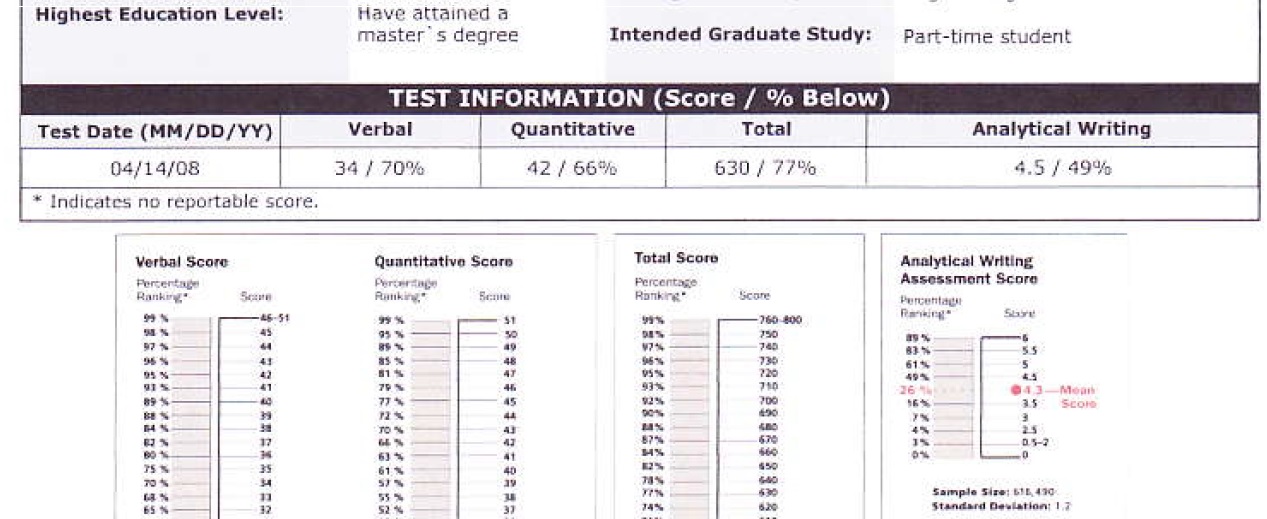 Highest Education Level:
Have attained a
master`s degree
Intended Graduate Study:
Part-time student
TEST INFORMATION (Score / % Below)
Test Date (MM/DD/YY) Verbal Quantitative Total Analytical Writing
04/14/08 34 / 70% 42 / 66% 630 / 77% 4.5 / 49%
* Indicates no reportable score.
Verbal Score
Percentage
Ranking* Score
99 % 46-51
98 % 45
97 % 44
96 % 43
95 % 42
93 % 41
89 % 40
88 % 39
84 % 38
82 % 37
80 % 36
75 % 35
70 % 34
68 % 33
65 % 32
Quantitative Score
Percentage
Ranking* Score
99 % 51
95 % 50
89 % 49
85 % 48
81 % 47
79 % 46
77 % 45
72 % 44
70 % 43
66 % 42
63 % 41
61 % 40
57 % 39
55 % 38
52 % 37
Total Score
Percentage
Ranking* Score
99% 760-800
98% 750
97% 740
96% 730
95% 720
93% 710
92% 700
90% 690
88% 680
87% 670
84% 660
82% 650
78% 640
77% 630
74% 620
Analytical Writing
Assessment Score
Percentage
Ranking* Score
89 % 6
83 % 5.5
61 % 5
49 % 4.5
26 % 4.3 Mean
16 % 3.5 Score
7 % 3
4 % 2.5
3 % 0.5-2
0 % 0
Sample Size: 616,490
Standard Deviation: 1.2